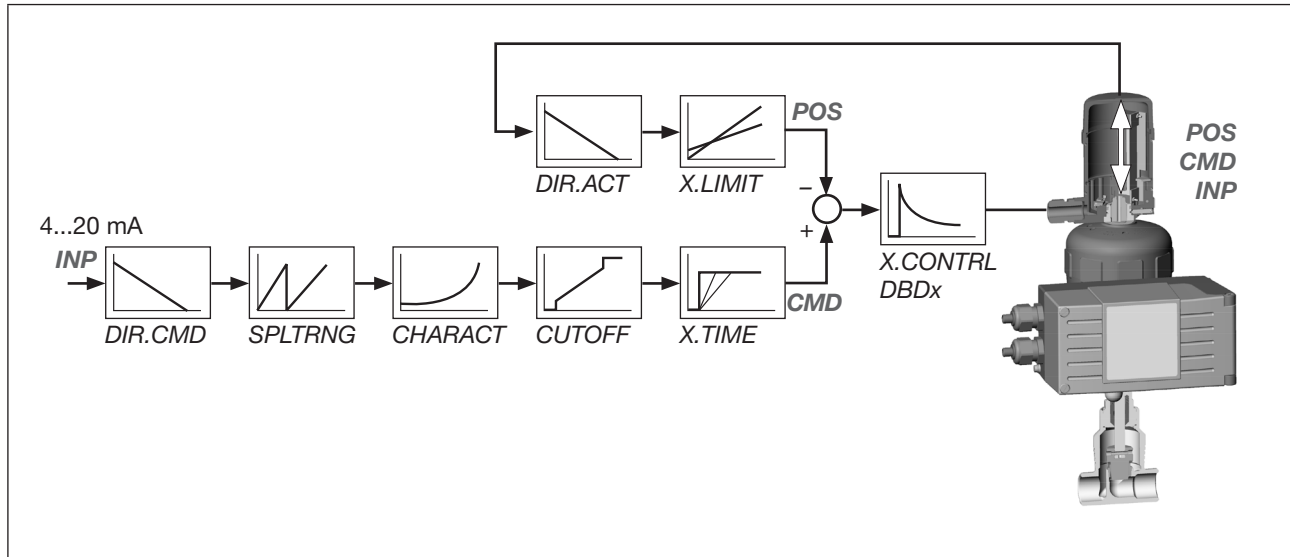 POS
DIR.ACT
X.LIMIT
–
+
X.CONTRL
DBDx
POS
CMD
INP
4...20 mA
INP
DIR.CMD
SPLTRNG
CHARACT
CUTOFF
X.TIME
CMD